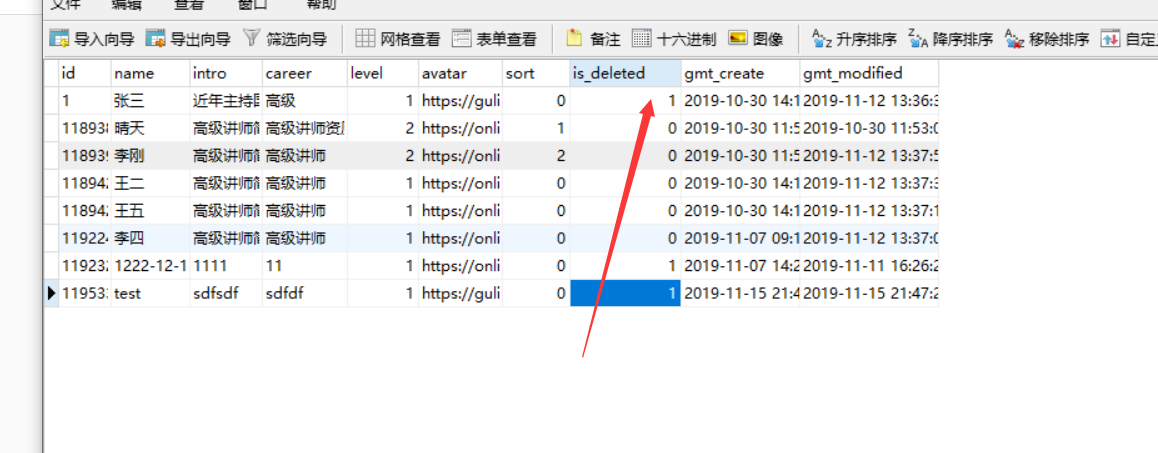 文件 编辑 查看 窗口 帮助
导入向导 导出向导 筛选向导 网格查看 表单查看 备注 十六进制 图像 升序排序 降序排序 移除排序 自定
id name intro career level avatar sort is_deleted gmt_create gmt_modified
1 张三 近年主持 高级 1 https://guli 0 1 2019-10-30 14:1 2019-11-12 13:36:3
118938 晴天 高级讲师 高级讲师资 2 https://onli 1 0 2019-10-30 11:5 2019-10-30 11:53:0
118939 李刚 高级讲师 高级讲师 2 https://onli 2 0 2019-10-30 11:5 2019-11-12 13:37:5
118942 王二 高级讲师 高级讲师 1 https://onli 0 0 2019-10-30 14:1 2019-11-12 13:37:3
118942 王五 高级讲师 高级讲师 1 https://onli 0 0 2019-10-30 14:1 2019-11-12 13:37:1
119224 李四 高级讲师 高级讲师 1 https://onli 0 0 2019-11-07 09:1 2019-11-12 13:37:0
119232 1222-12-1 1111 11 1 https://onli 0 1 2019-11-07 14:2 2019-11-11 16:26:2
119533 test sdfsdf sdfdf 1 https://guli 0 1 2019-11-15 21:4 2019-11-15 21:47:2